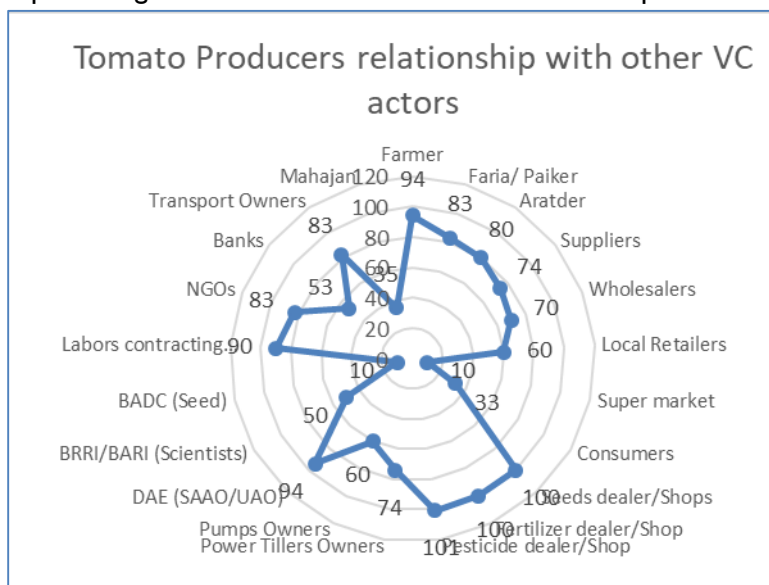 Tomato Producers relationship with other VC
actors
Farmer
Mahajan 120 94 Faria/ Paiker
Transport Owners 100 83 Aratder
83 80 80
Banks 60 74 Suppliers
NGOs 53 35 70 Wholesalers
83 40
20
Labors contracting... 90 0 60 Local Retailers
10 10
BADC (Seed) 33 Super market
50
BRRI/BARI (Scientists) Consumers
DAE (SAAO/UAO) 94 60 100 Seeds dealer/Shops
Pumps Owners 74 100 Fertilizer dealer/Shop
Power Tillers Owners 101 Pesticide dealer/Shop